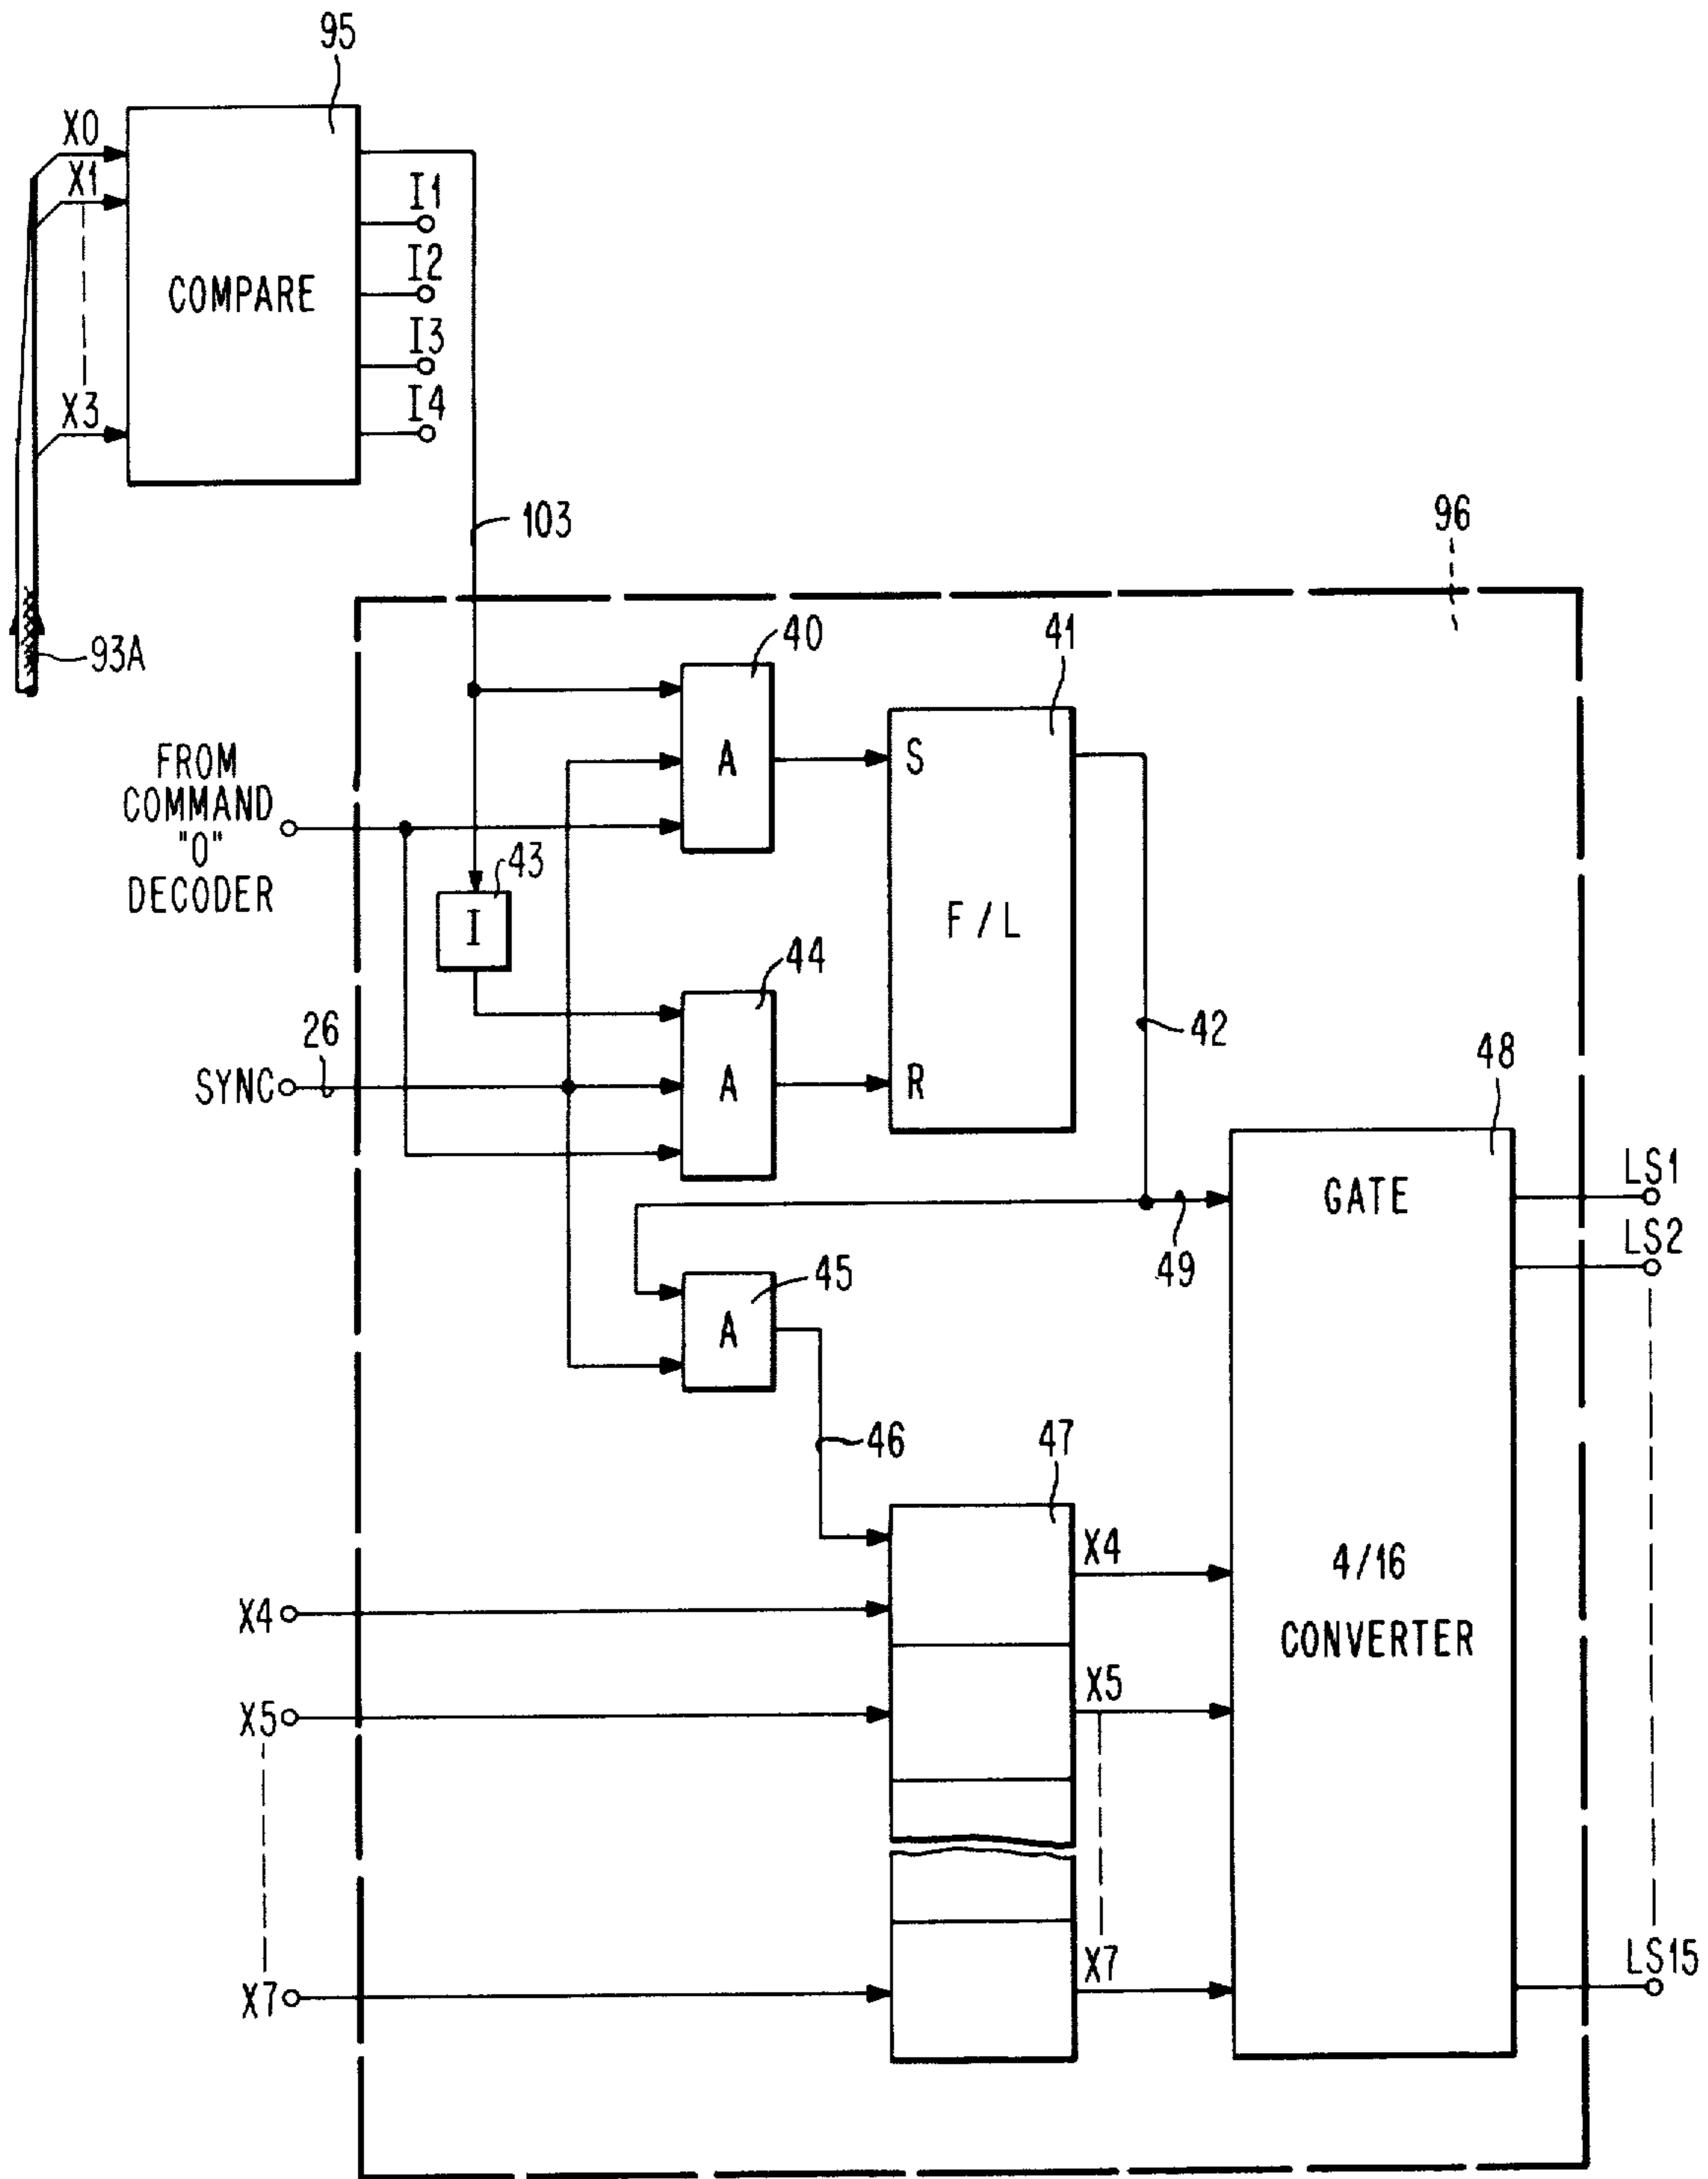 95
X0
X1
I1
I2
COMPARE
I3
X3
I4
103
96
93A
40
41
FROM
COMMAND
"0"
DECODER
A
S
43
I
F/L
44
26
42
SYNC
A
R
48
LS1
GATE
LS2
49
45
A
46
47
X4
4/16
X4
CONVERTER
X5
X5
X7
LS15
X7